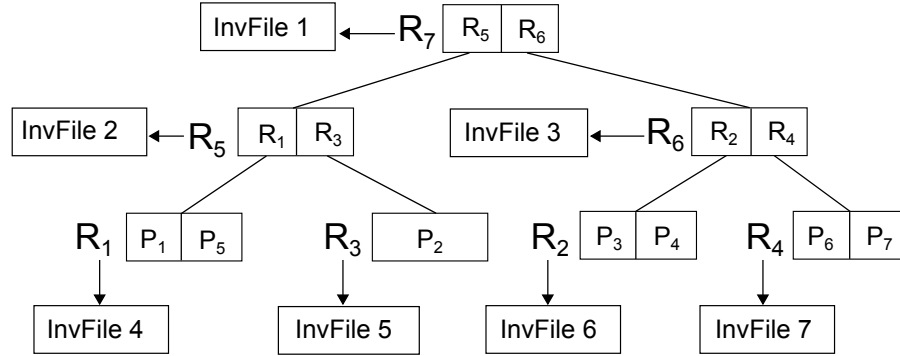 InvFile 1 R₇ R₅ R₆
InvFile 2 R₅ R₁ R₃ InvFile 3 R₆ R₂ R₄
R₁ P₁ P₅ R₃ P₂ R₂ P₃ P₄ R₄ P₆ P₇
InvFile 4 InvFile 5 InvFile 6 InvFile 7